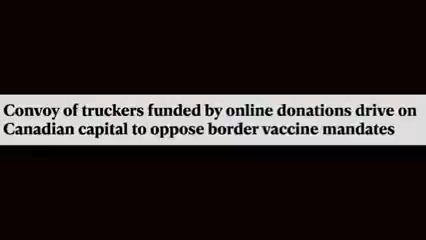 Convoy of truckers funded by online donations drive on
Canadian capital to oppose border vaccine mandates